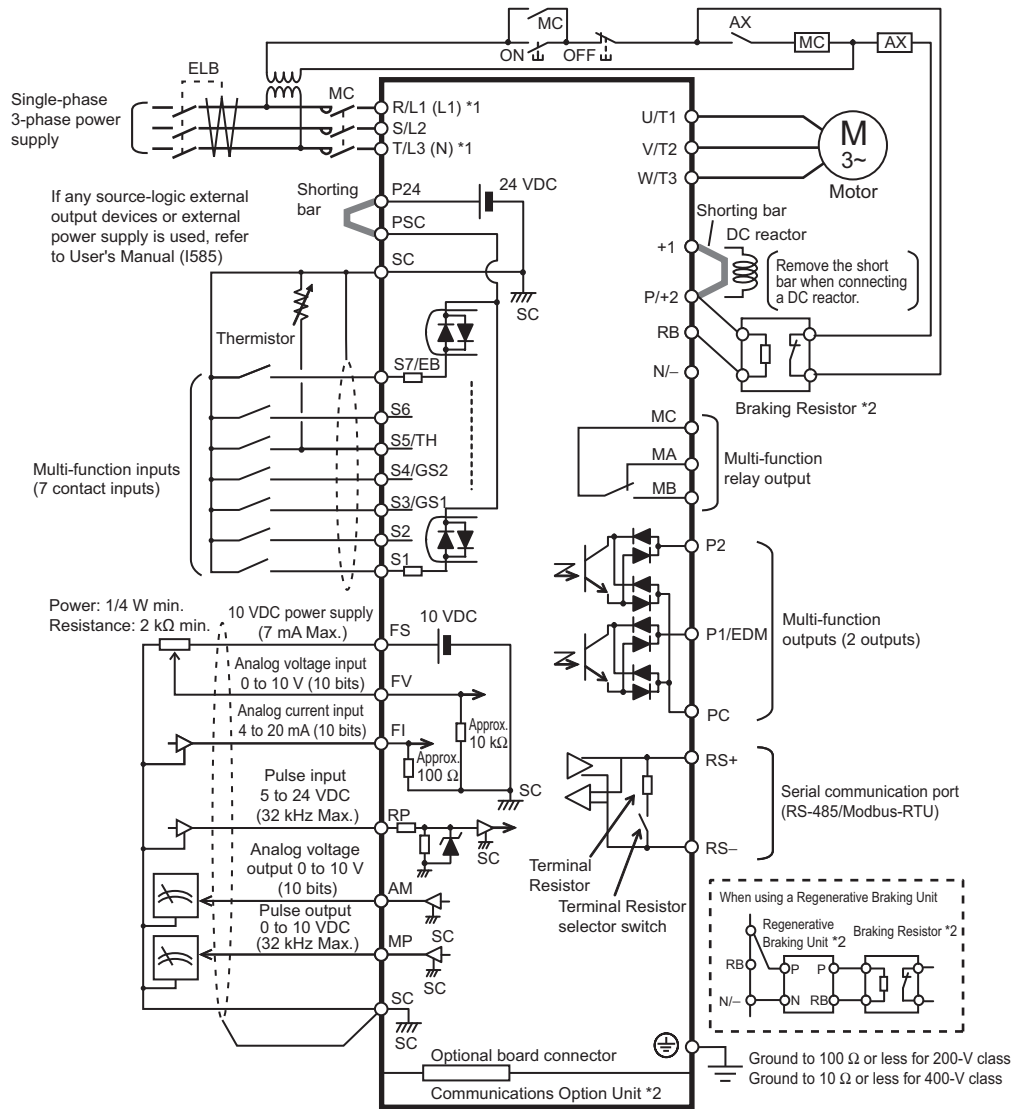 MC
AX
ON
OFF
MC
AX
ELB
MC
Single-phase
3-phase power
supply
R/L1 (L1) *1
S/L2
T/L3 (N) *1
U/T1
V/T2
W/T3
M
3~
Motor
If any source-logic external
output devices or external
power supply is used, refer
to User's Manual (I585)
Shorting
bar
P24
24 VDC
PSC
SC
SC
Shorting bar
DC reactor
+1
Remove the short
bar when connecting
a DC reactor.
P/+2
RB
N/–
Braking Resistor *2
Thermistor
S7/EB
S6
S5/TH
S4/GS2
S3/GS1
S2
S1
Multi-function inputs
(7 contact inputs)
MC
MA
MB
Multi-function
relay output
P2
P1/EDM
PC
Multi-function
outputs (2 outputs)
Power: 1/4 W min.
Resistance: 2 kΩ min.
10 VDC power supply
(7 mA Max.)
FS
10 VDC
Analog voltage input
0 to 10 V (10 bits)
FV
Analog current input
4 to 20 mA (10 bits)
FI
Approx.
10 kΩ
Approx.
100 Ω
SC
Pulse input
5 to 24 VDC
(32 kHz Max.)
RP
SC
Analog voltage
output 0 to 10 V
(10 bits)
AM
SC
Pulse output
0 to 10 VDC
(32 kHz Max.)
MP
SC
SC
SC
RS+
RS–
Serial communication port
(RS-485/Modbus-RTU)
Terminal
Resistor
Terminal Resistor
selector switch
When using a Regenerative Braking Unit
Regenerative
Braking Unit *2
Braking Resistor *2
RB
P
P
N/–
N
RB
Optional board connector
Communications Option Unit *2
Ground to 100 Ω or less for 200-V class
Ground to 10 Ω or less for 400-V class